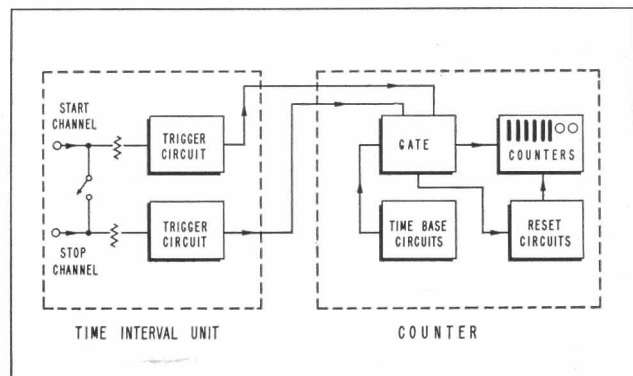 START
CHANNEL
TRIGGER
CIRCUIT
STOP
CHANNEL
TRIGGER
CIRCUIT
TIME INTERVAL UNIT
GATE
COUNTERS
TIME BASE
CIRCUITS
RESET
CIRCUITS
COUNTER